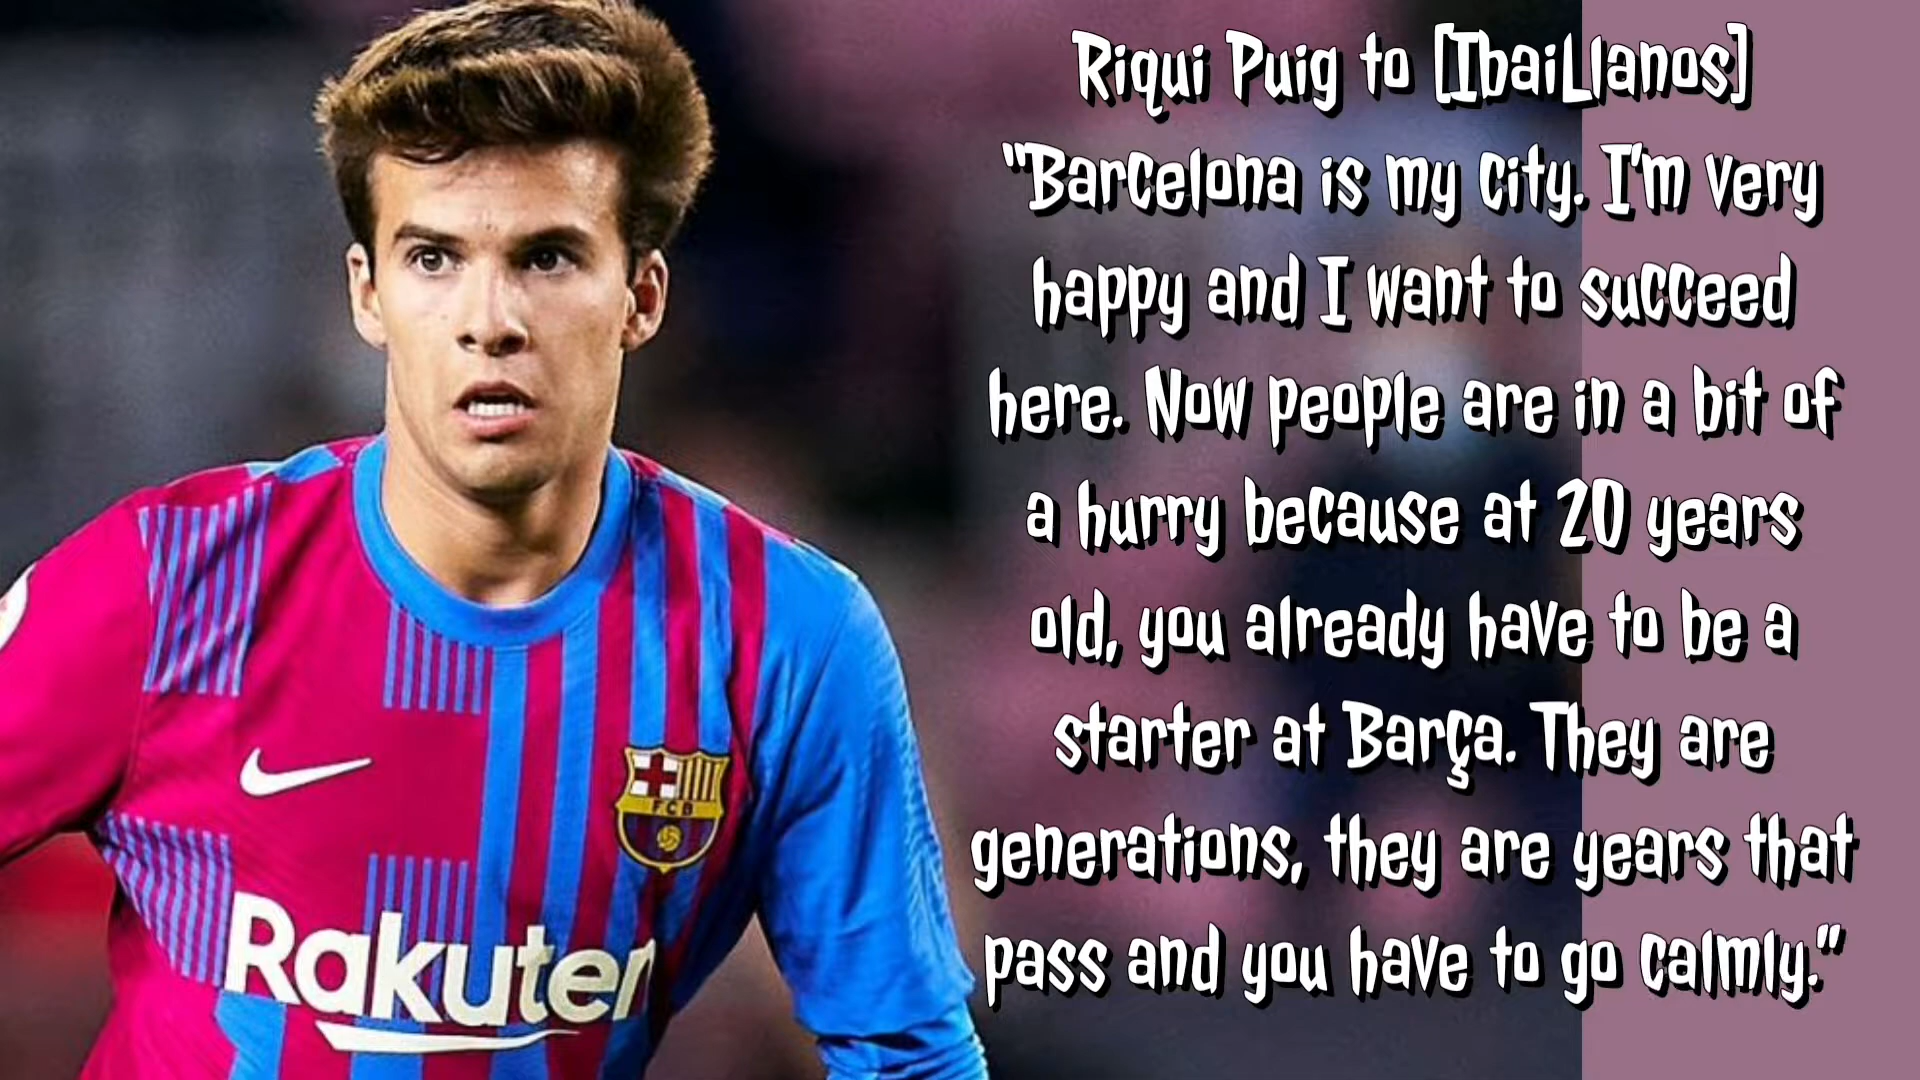 Riqui Puig to [IbaiLlanos]
"Barcelona is my city. I'm very
happy and I want to succeed
here. Now people are in a bit of
a hurry because at 20 years
old, you already have to be a
starter at Barça. They are
generations, they are years that
pass and you have to go calmly."
FCB
Rakuten